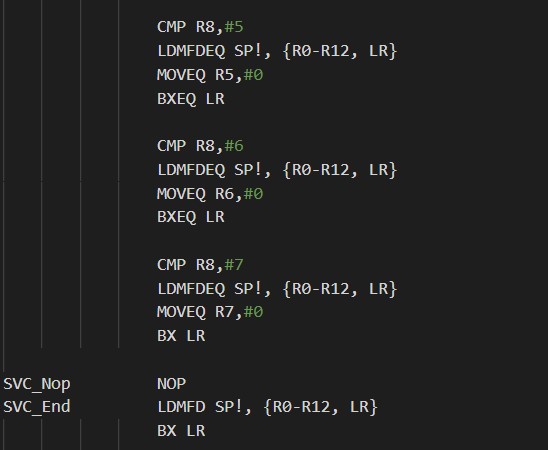 CMP R8,#5
LDMFDEQ SP!, {R0-R12, LR}
MOVEQ R5,#0
BXEQ LR
CMP R8,#6
LDMFDEQ SP!, {R0-R12, LR}
MOVEQ R6,#0
BXEQ LR
CMP R8,#7
LDMFDEQ SP!, {R0-R12, LR}
MOVEQ R7,#0
BX LR
SVC_Nop NOP
SVC_End LDMFD SP!, {R0-R12, LR}
BX LR